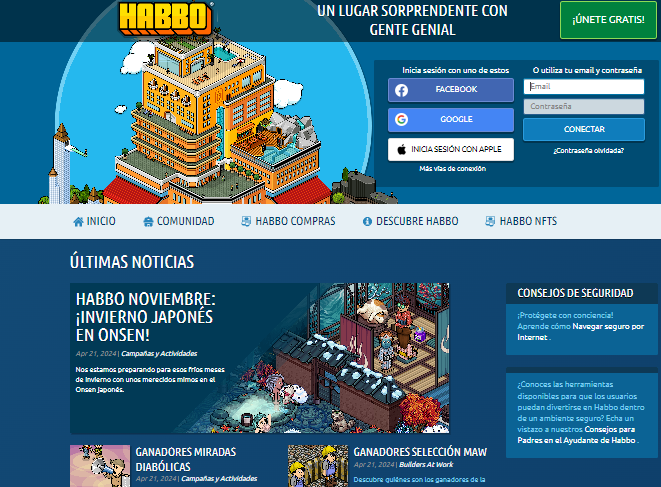 HABBO
UN LUGAR SORPRENDENTE CON
GENTE GENIAL
¡ÚNETE GRATIS!
Inicia sesión con uno de estos
FACEBOOK
GOOGLE
INICIA SESIÓN CON APPLE
Más vías de conexión
O utiliza tu email y contraseña
Email
Contraseña
CONECTAR
¿Contraseña olvidada?
INICIO
COMUNIDAD
HABBO COMPRAS
DESCUBRE HABBO
HABBO NFTS
ÚLTIMAS NOTICIAS
HABBO NOVIEMBRE:
¡INVIERNO JAPONÉS
EN ONSEN!
Apr 21, 2024 | Campañas y Actividades
Nos estamos preparando para esos fríos meses
de invierno con unos merecidos mimos en el
Onsen Japonés.
GANADORES MIRADAS
DIABÓLICAS
Apr 21, 2024 | Campañas y Actividades
GANADORES SELECCIÓN MAW
Apr 21, 2024 | Builders At Work
Descubre quiénes son los ganadores de la
CONSEJOS DE SEGURIDAD
¡Protégete con conciencia!
Aprende cómo Navegar seguro por
Internet .
¿Conoces las herramientas
disponibles para que los usuarios
puedan divertirse en Habbo dentro
de un ambiente seguro? Echa un
vistazo a nuestros Consejos para
Padres en el Ayudante de Habbo .